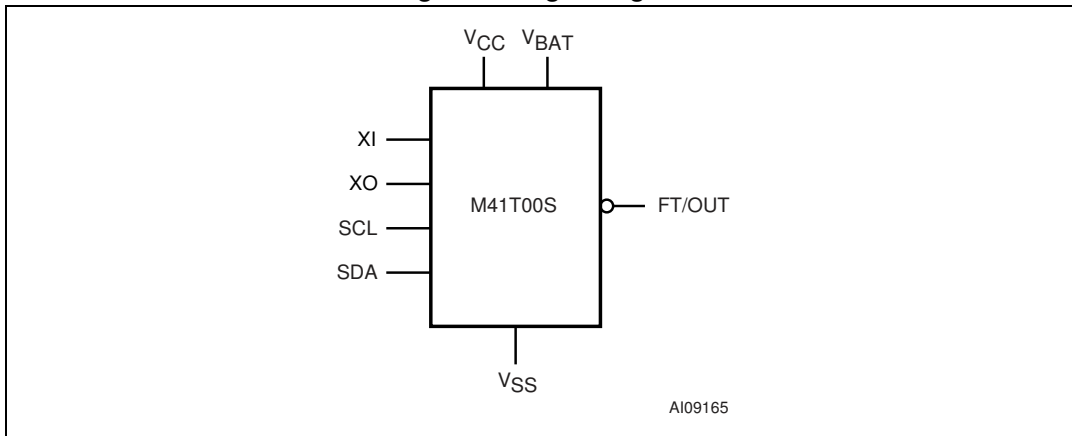 VCC VBAT
XI
XO
SCL
SDA
M41T00S
FT/OUT
VSS
AI09165